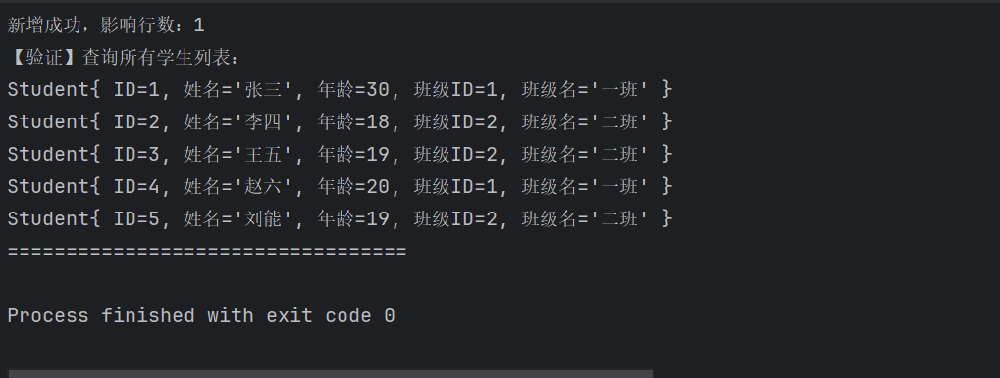 新增成功，影响行数：1
【验证】查询所有学生列表：
Student{ ID=1, 姓名='张三', 年龄=30, 班级ID=1, 班级名='一班' }
Student{ ID=2, 姓名='李四', 年龄=18, 班级ID=2, 班级名='二班' }
Student{ ID=3, 姓名='王五', 年龄=19, 班级ID=2, 班级名='二班' }
Student{ ID=4, 姓名='赵六', 年龄=20, 班级ID=1, 班级名='一班' }
Student{ ID=5, 姓名='刘能', 年龄=19, 班级ID=2, 班级名='二班' }
==================================
Process finished with exit code 0